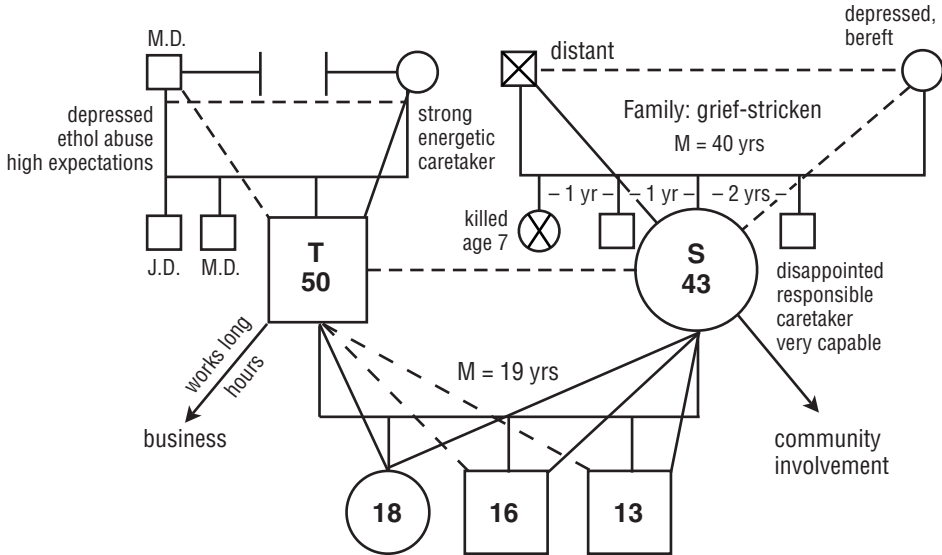 M.D.
depressed
ethol abuse
high expectations
strong
energetic
caretaker
distant
depressed,
bereft
Family: grief-stricken
M = 40 yrs
– 1 yr –
– 1 yr –
– 2 yrs –
killed
age 7
J.D.
M.D.
T
50
S
43
disappointed
responsible
caretaker
very capable
works long
hours
business
M = 19 yrs
community
involvement
18
16
13